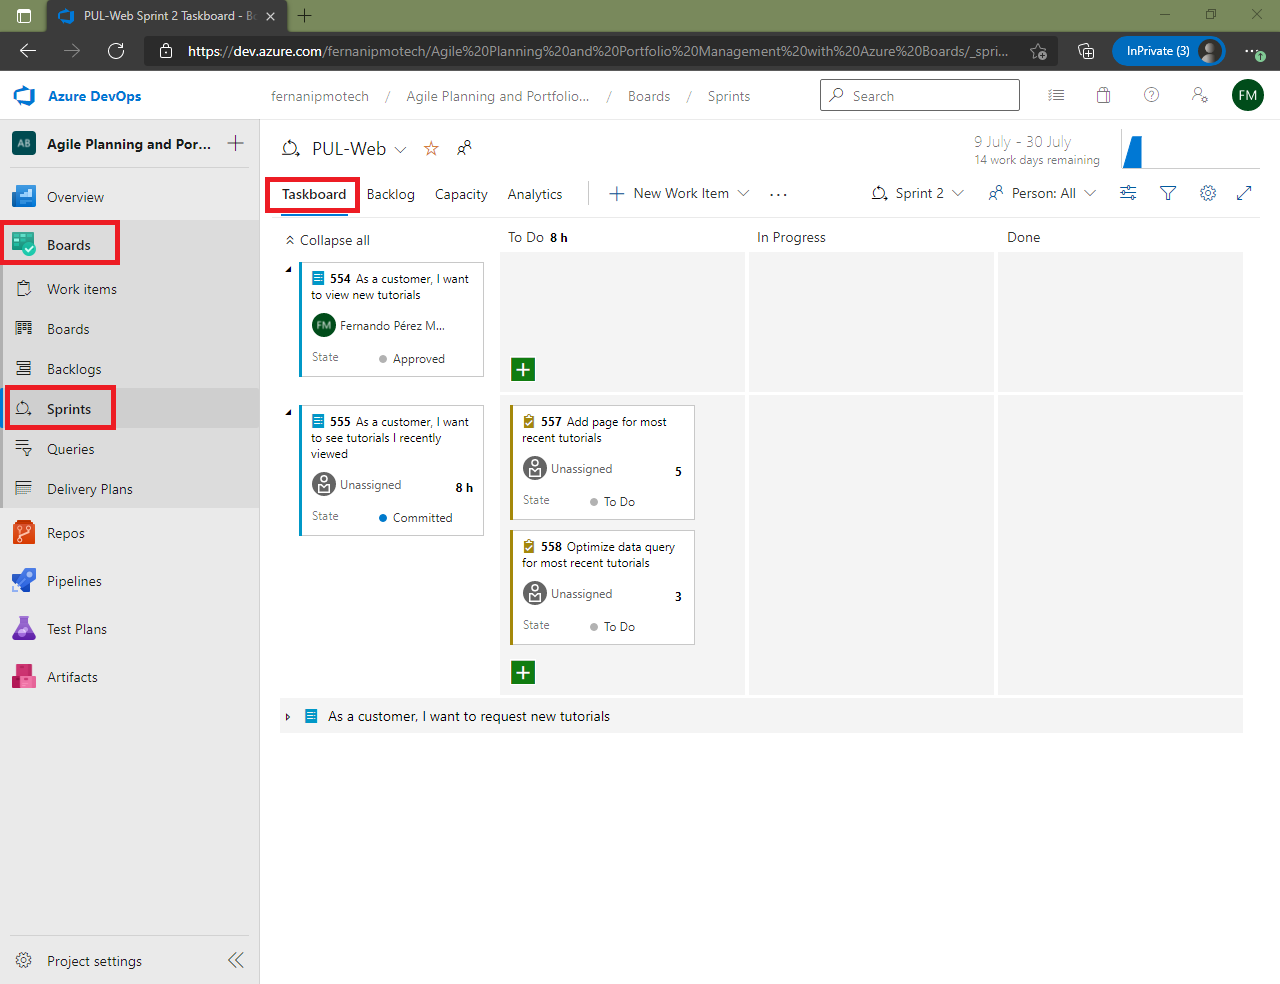 PUL-Web Sprint 2 Taskboard - Bo
https://dev.azure.com/fernanipmotech/Agile%20Planning%20and%20Portfolio%20Management%20with%20Azure%20Boards/_spri...
InPrivate (3)
Azure DevOps
fernanipmotech / Agile Planning and Portfolio... / Boards / Sprints
Search
FM
AB
Agile Planning and Por...
Overview
Boards
Work items
Boards
Backlogs
Sprints
Queries
Delivery Plans
Repos
Pipelines
Test Plans
Artifacts
Project settings
PUL-Web
9 July - 30 July
14 work days remaining
Taskboard
Backlog
Capacity
Analytics
New Work Item
Sprint 2
Person: All
Collapse all
To Do 8 h
In Progress
Done
554 As a customer, I want
to view new tutorials
FM
Fernando Pérez M...
State
Approved
555 As a customer, I want
to see tutorials I recently
viewed
Unassigned
8 h
State
Committed
557 Add page for most
recent tutorials
Unassigned
5
State
To Do
558 Optimize data query
for most recent tutorials
Unassigned
3
State
To Do
As a customer, I want to request new tutorials